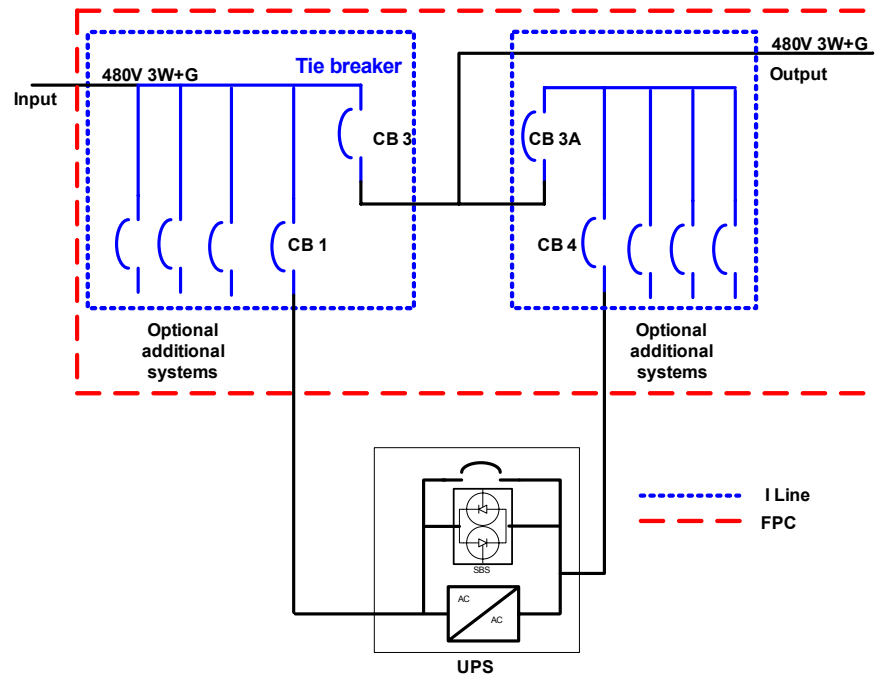 480V 3W+G
Input
Tie breaker
480V 3W+G
Output
CB 3
CB 3A
CB 1
CB 4
Optional
additional
systems
Optional
additional
systems
SBS
AC
AC
UPS
I Line
FPC